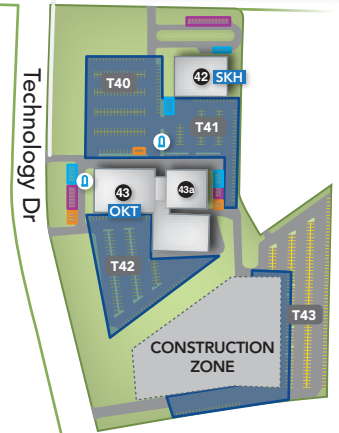 42 SKH
T40
T41
Technology Dr
43
43a
OKT
T42
T43
CONSTRUCTION
ZONE